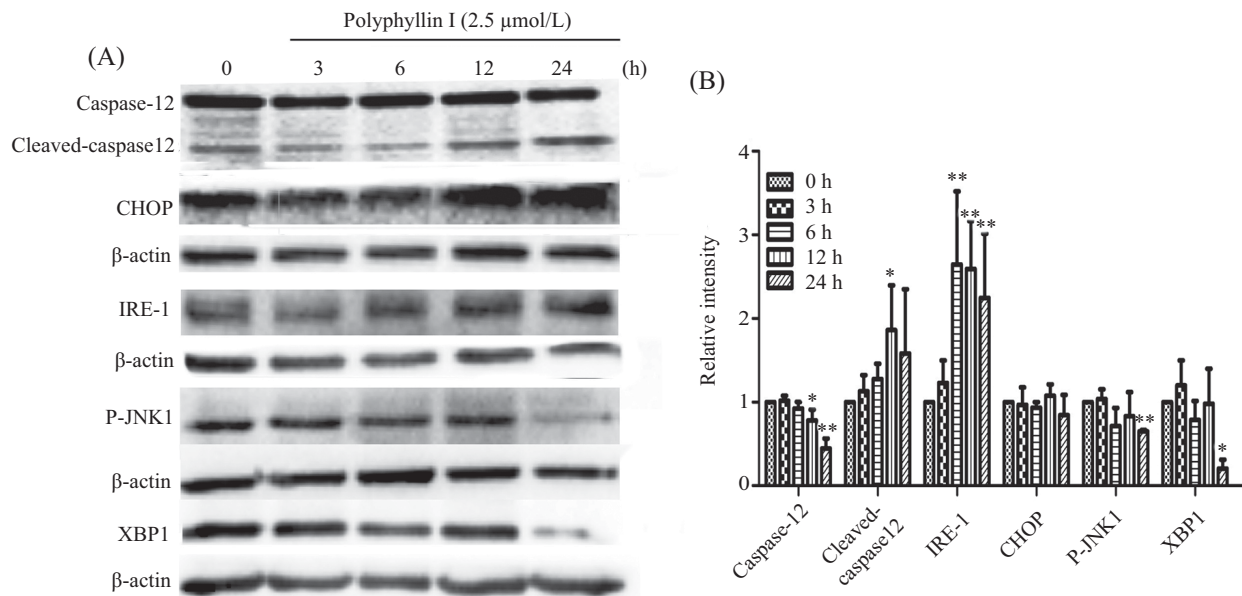 Polyphyllin I (2.5 μmol/L)
(A)
0 3 6 12 24 (h)
Caspase-12
Cleaved-caspase12
CHOP
β-actin
IRE-1
β-actin
P-JNK1
β-actin
XBP1
β-actin
(B)
Relative intensity
4
3
2
1
0
0 h
3 h
6 h
12 h
24 h
*
**
*
**
**
**
**
*
Caspase-12
Cleaved-
caspase12
IRE-1
CHOP
P-JNK1
XBP1